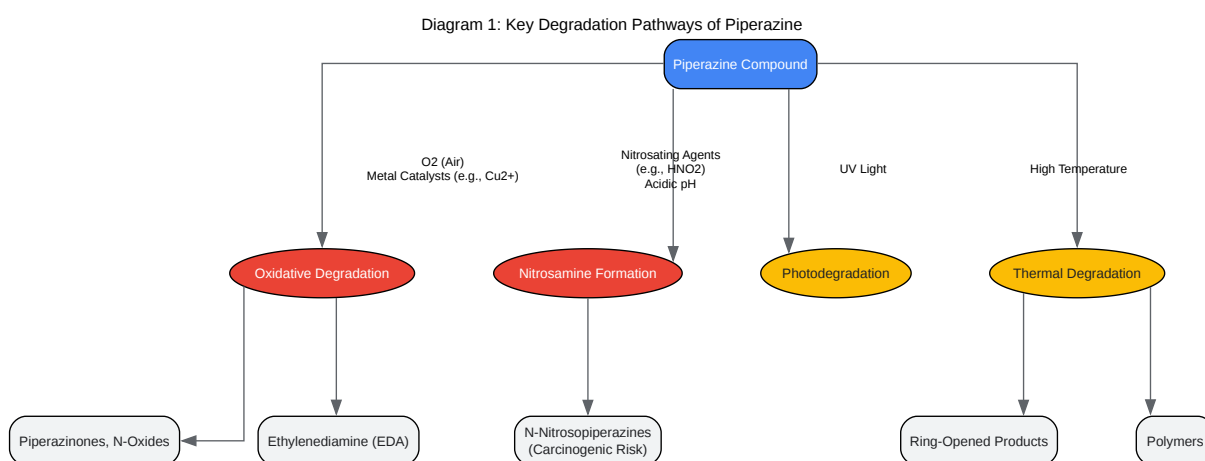 Diagram 1: Key Degradation Pathways of Piperazine
Piperazine Compound
O2 (Air)
Metal Catalysts (e.g., Cu2+)
Nitrosating Agents
(e.g., HNO2)
Acidic pH
UV Light
High Temperature
Oxidative Degradation
Nitrosamine Formation
Photodegradation
Thermal Degradation
Piperazinones, N-Oxides
Ethylenediamine (EDA)
N-Nitrosopiperazines
(Carcinogenic Risk)
Ring-Opened Products
Polymers